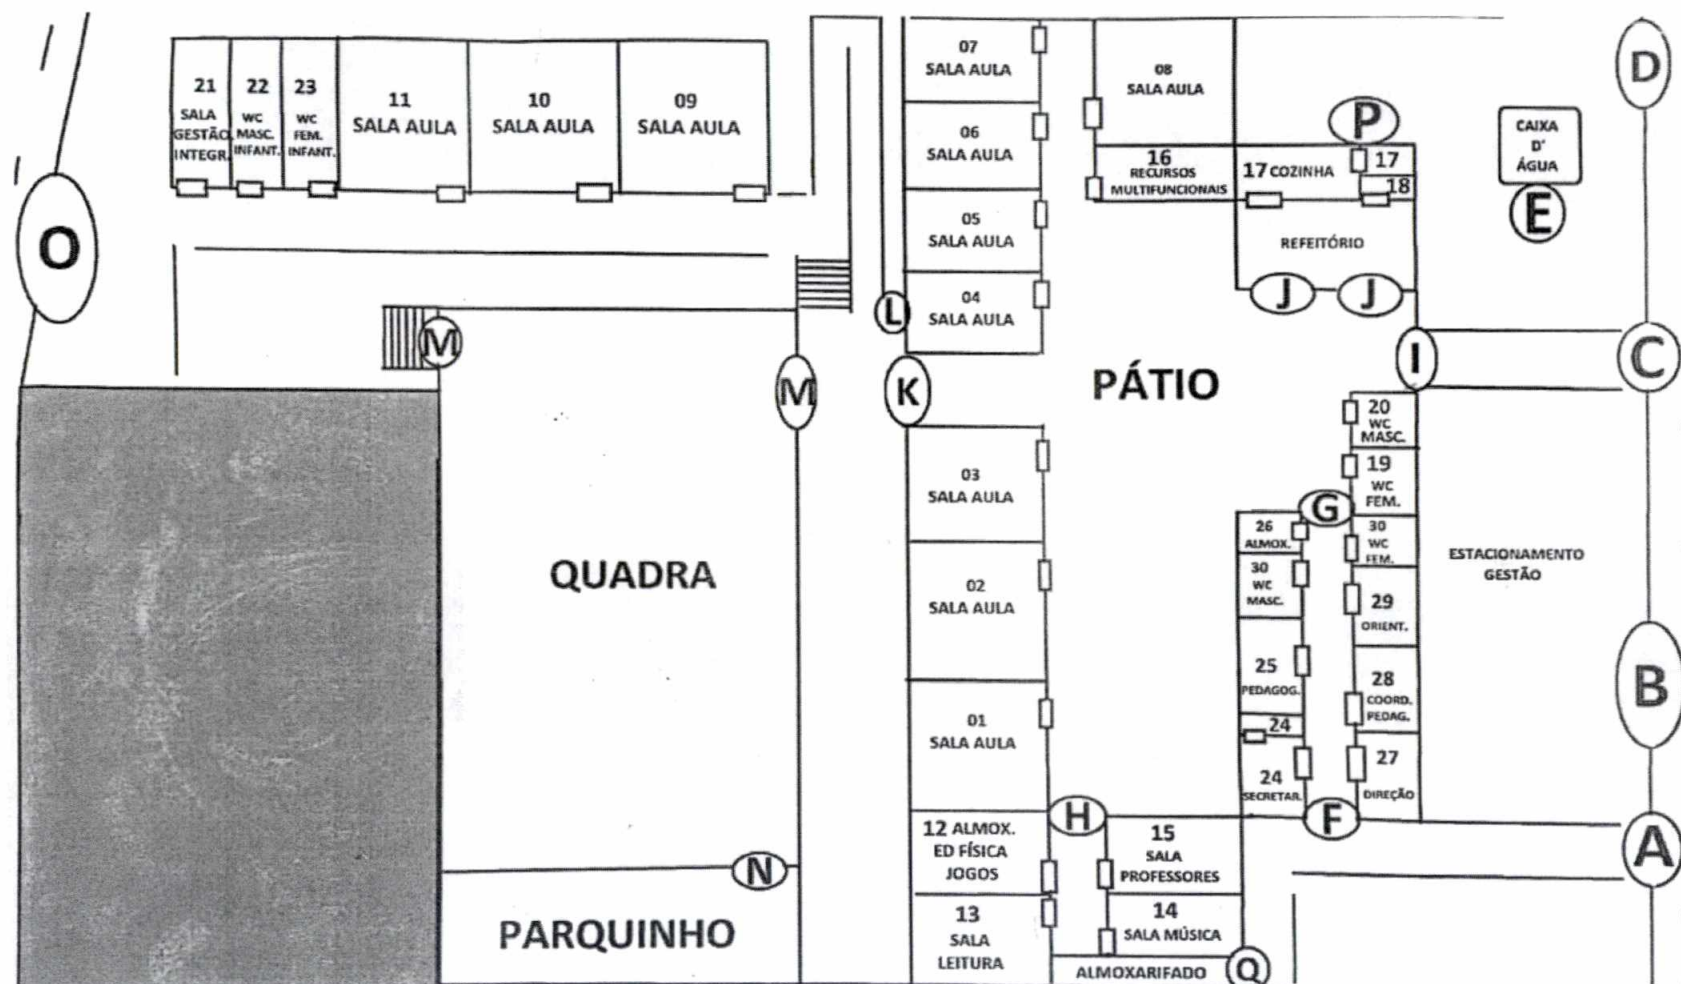 21
SALA
GESTÃO
INTEGR.
22
WC
MASC.
INFANT.
23
WC
FEM.
INFANT.
11
SALA AULA
10
SALA AULA
09
SALA AULA
07
SALA AULA
06
SALA AULA
05
SALA AULA
04
SALA AULA
08
SALA AULA
16
RECURSOS
MULTIFUNCIONAIS
17 COZINHA
P
17
18
REFEITÓRIO
J
J
CAIXA
D'
ÁGUA
E
D
O
M
M
L
K
PÁTIO
I
C
20
WC
MASC.
19
WC
FEM.
G
26
ALMOX.
30
WC
FEM.
30
WC
MASC.
29
ORIENT.
25
PEDAGOG.
28
COORD.
PEDAG.
24
24
SECRETAR.
27
DIREÇÃO
ESTACIONAMENTO
GESTÃO
B
A
F
03
SALA AULA
02
SALA AULA
01
SALA AULA
QUADRA
N
PARQUINHO
12 ALMOX.
ED FÍSICA
JOGOS
13
SALA
LEITURA
H
15
SALA
PROFESSORES
14
SALA MÚSICA
ALMOXARIFADO
Q